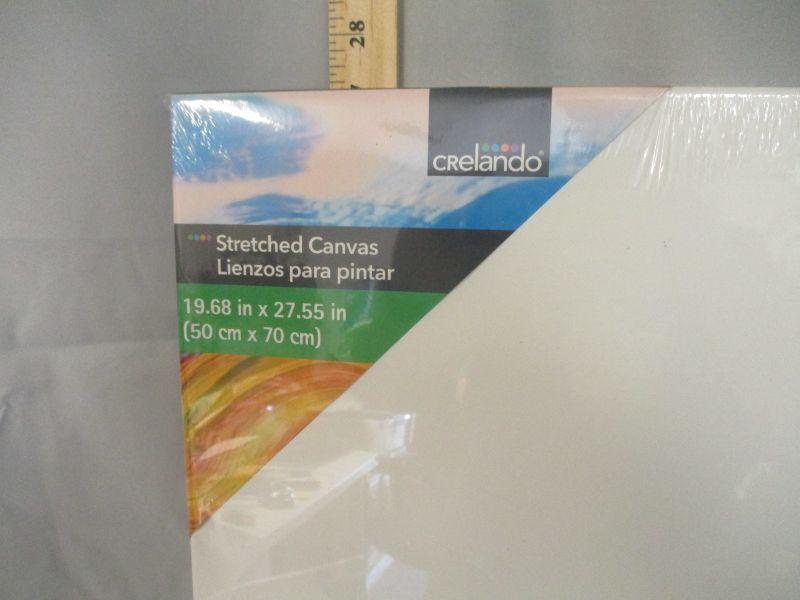 28
CRelando
Stretched Canvas
Lienzos para pintar
19.68 in x 27.55 in
(50 cm x 70 cm)